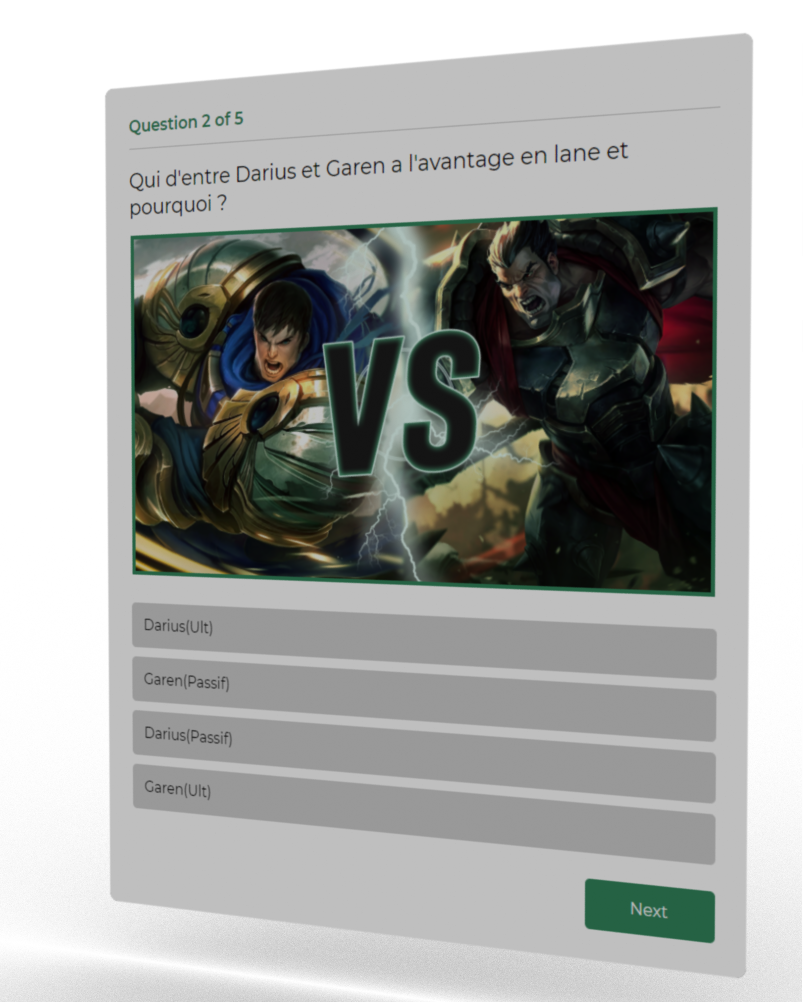 Question 2 of 5
Qui d'entre Darius et Garen a l'avantage en lane et
pourquoi ?
VS
Darius(Ult)
Garen(Passif)
Darius(Passif)
Garen(Ult)
Next